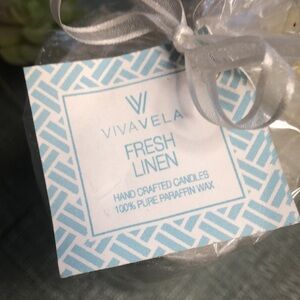 VIVAVELA
FRESH
LINEN
HAND CRAFTED CANDLES
100% PURE PARAFFIN WAX